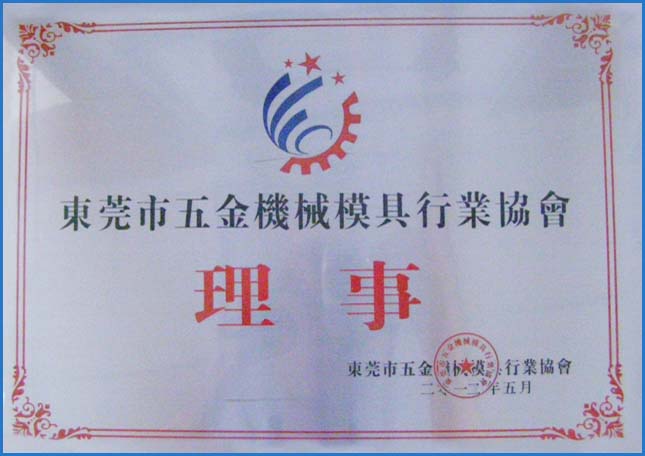 東莞市五金機械模具行業協會
理事
東莞市五金機械模具行業協會
二〇一二年五月